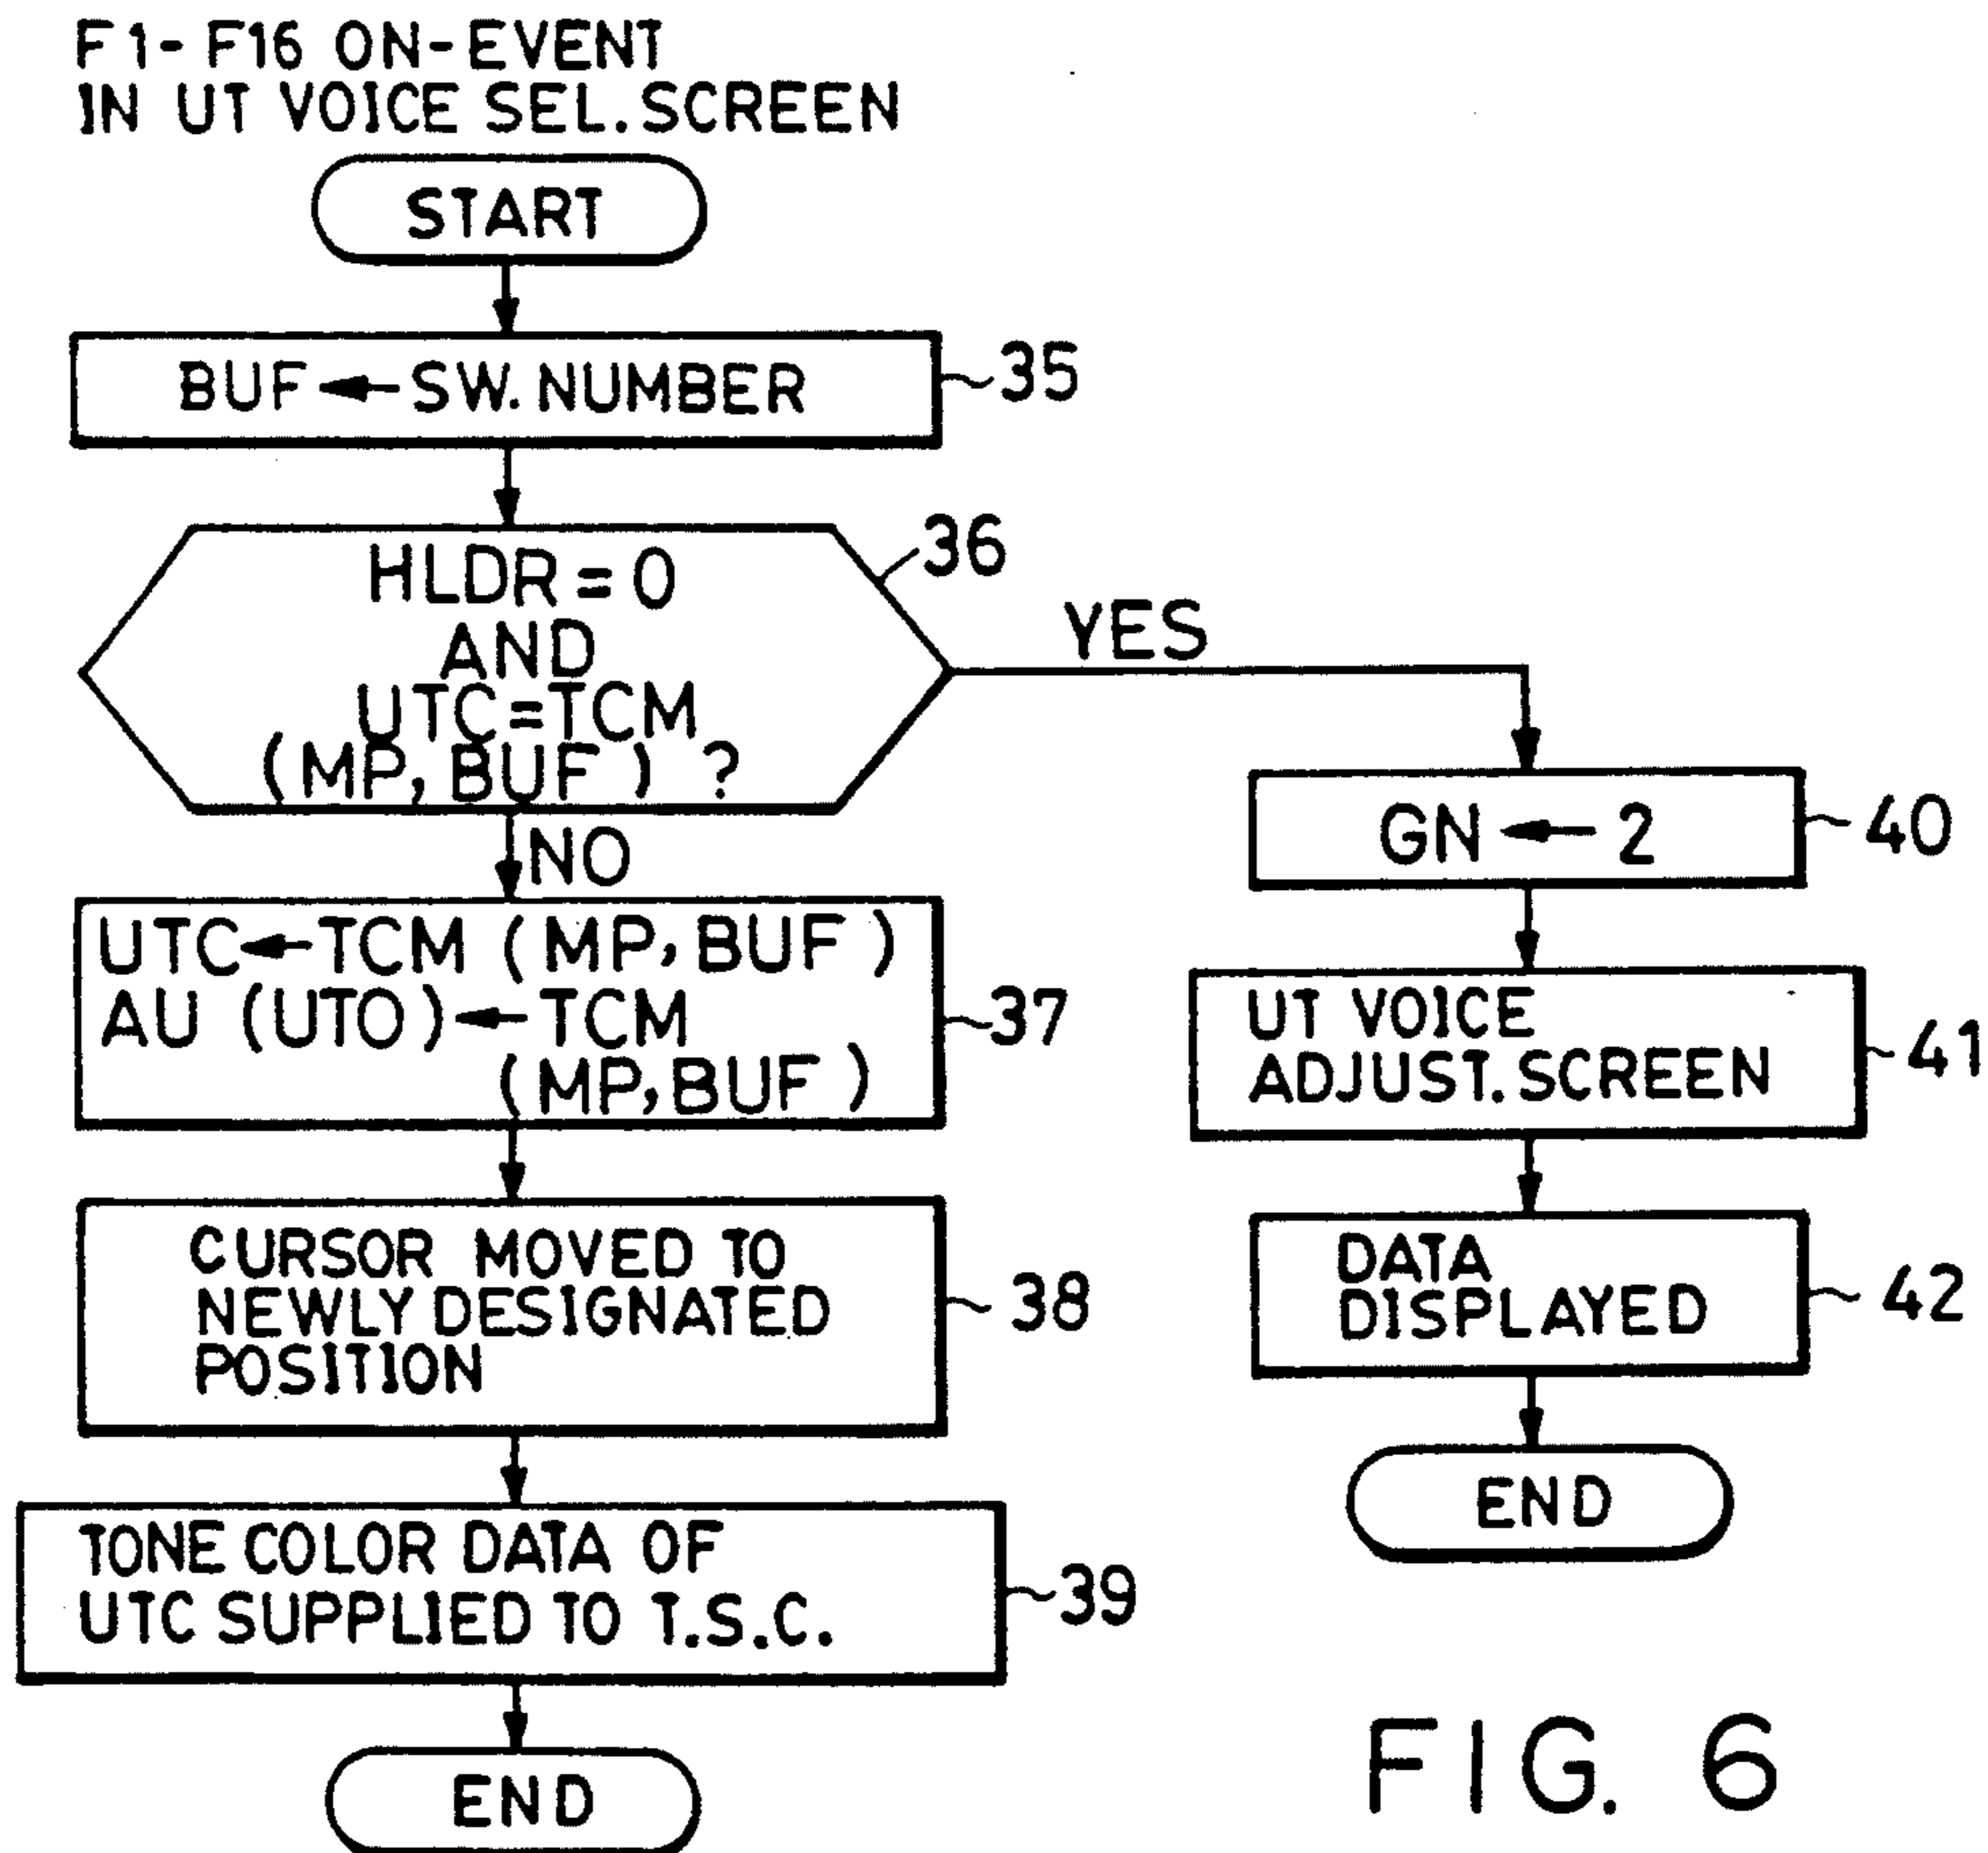 F1-F16 ON-EVENT
IN UT VOICE SEL.SCREEN
START
BUF←SW.NUMBER
35
HLDR=0
AND
UTC=TCM
(MP,BUF) ?
36
YES
NO
UTC←TCM (MP,BUF)
AU (UTO)←TCM
(MP,BUF)
37
CURSOR MOVED TO
NEWLY DESIGNATED
POSITION
38
TONE COLOR DATA OF
UTC SUPPLIED TO T.S.C.
39
END
GN←2
40
UT VOICE
ADJUST.SCREEN
41
DATA
DISPLAYED
42
END
FIG. 6